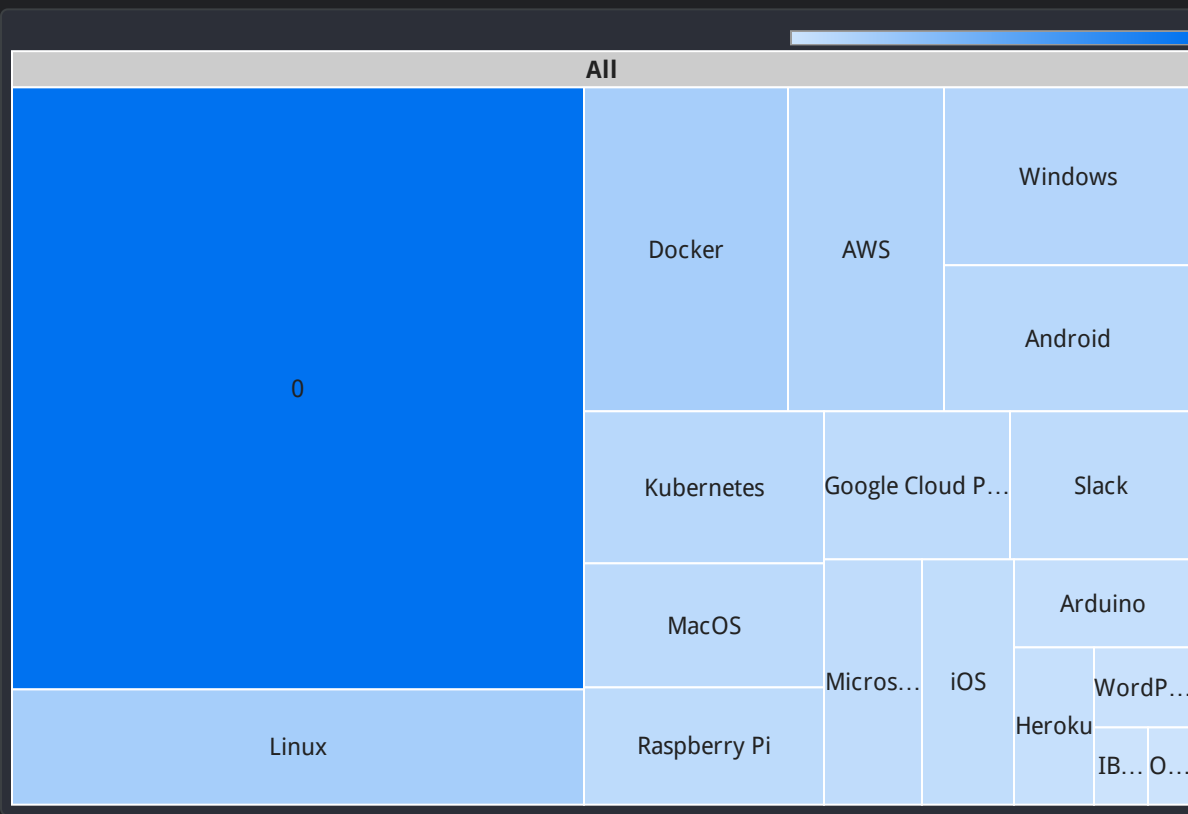 All
0
Linux
Docker
AWS
Windows
Android
Kubernetes
Google Cloud P…
Slack
MacOS
Raspberry Pi
Micros…
iOS
Arduino
Heroku
WordP…
IB…
O…